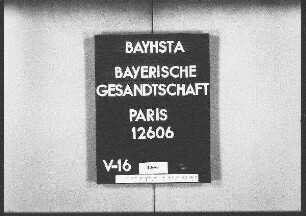 BAYHSTA
BAYERISCHE
GESANDTSCHAFT
PARIS
12606
V-16